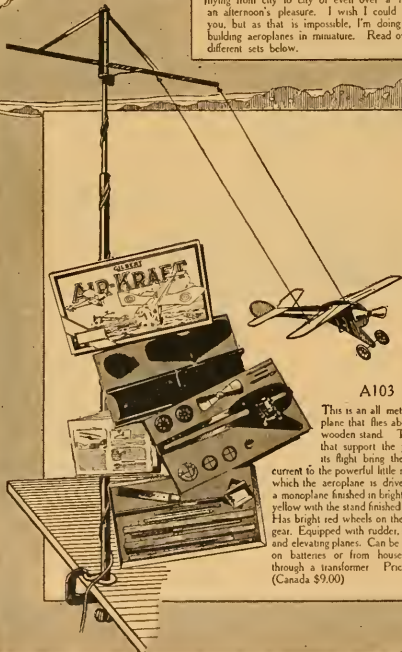 flying from city to city or even over a
an afternoon's pleasure. I wish I could
you, but as that is impossible, I'm doing
building aeroplanes in miniature. Read
different sets below.
GILBERT
AIR-KRAFT
A103
This is an all met
plane that flies ab
wooden stand. T
that support the
its flight bring the
current to the powerful little
which the aeroplane is drive
a monoplane finished in bright
yellow with the stand finished
Has bright red wheels on the
gear. Equipped with rudder,
and elevating planes. Can be
on batteries or from house
through a transformer Pric
(Canada $9.00)